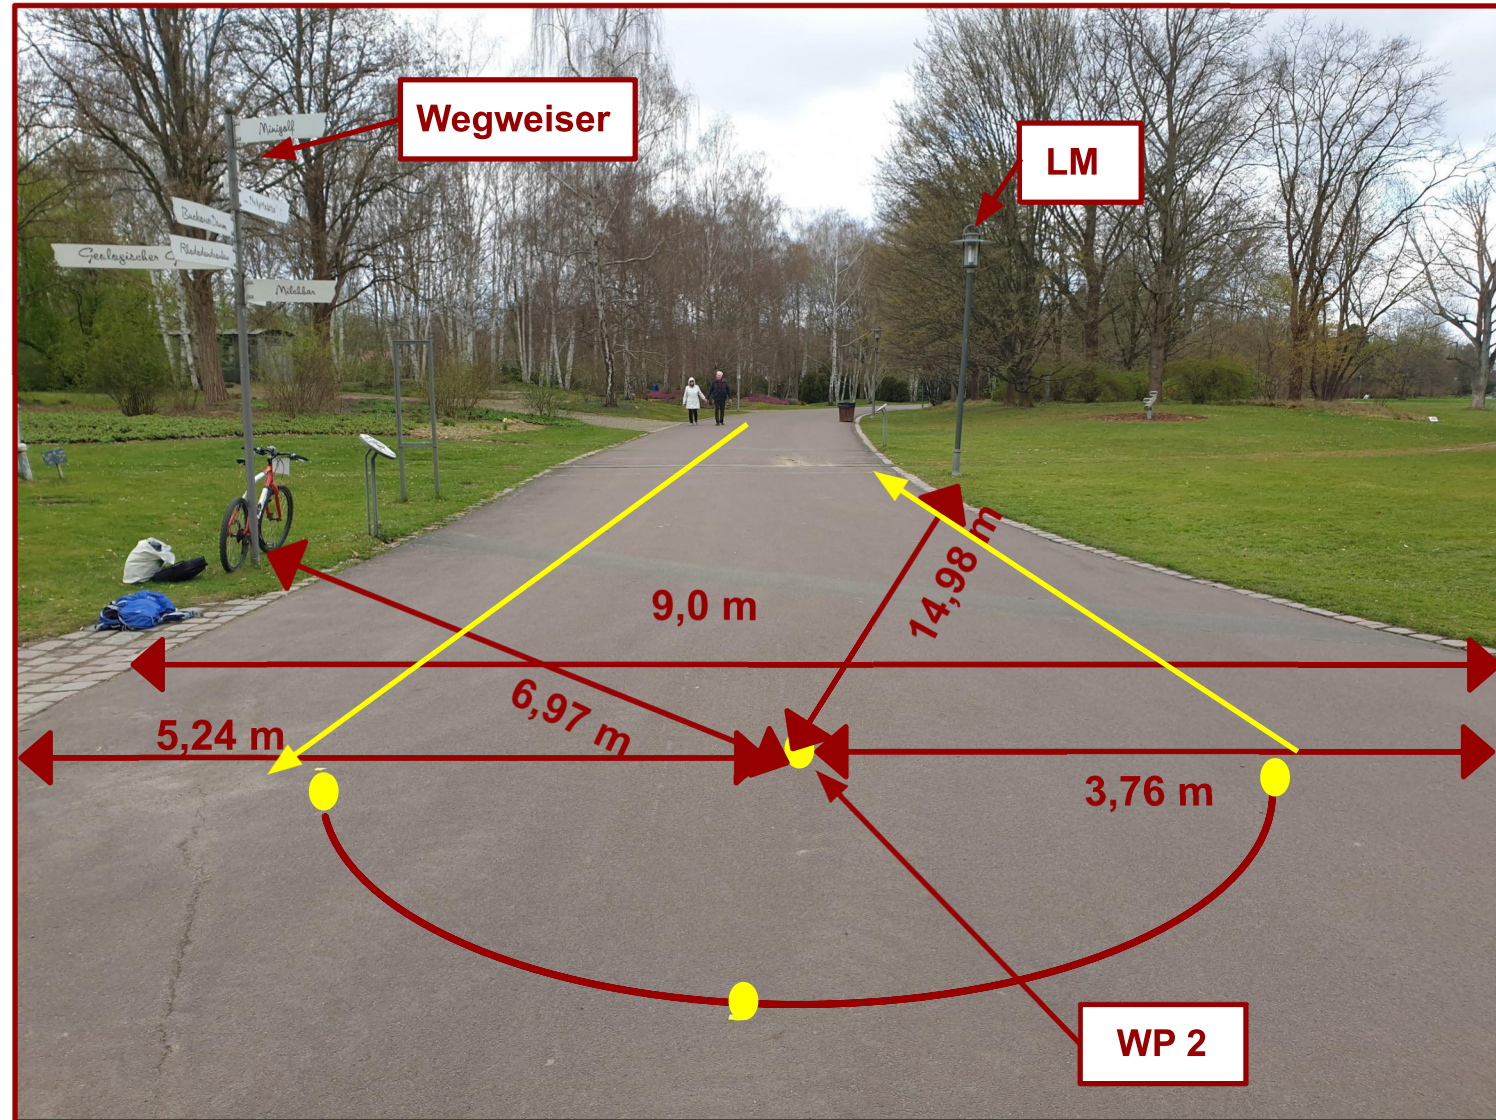 Wegweiser
LM
Minigolf
Geologischer G
Milchbar
14,98 m
9,0 m
6,97 m
5,24 m
3,76 m
WP 2